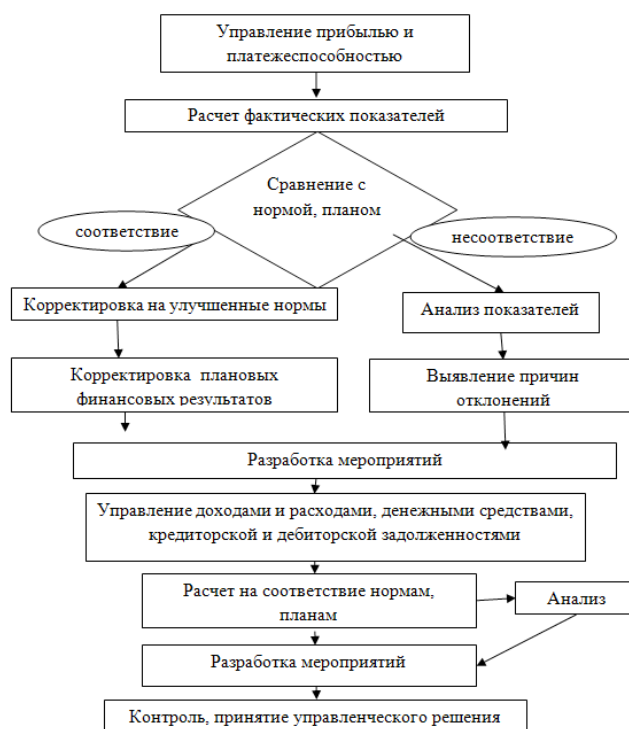 Управление прибылью и
платежеспособностью
Расчет фактических показателей
Сравнение с
нормой, планом
соответствие
несоответствие
Корректировка на улучшенные нормы
Анализ показателей
Корректировка плановых
финансовых результатов
Выявление причин
отклонений
Разработка мероприятий
Управление доходами и расходами, денежными средствами,
кредиторской и дебиторской задолженностями
Расчет на соответствие нормам,
планам
Анализ
Разработка мероприятий
Контроль, принятие управленческого решения